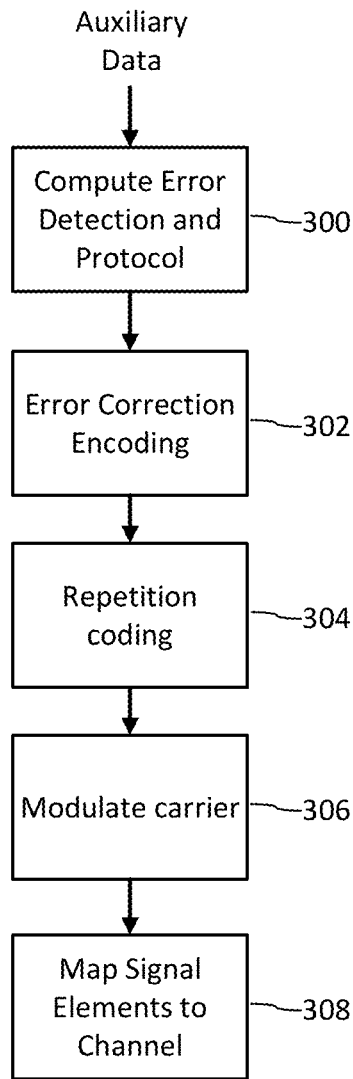 Auxiliary
Data
Compute Error
Detection and
Protocol
300
Error Correction
Encoding
302
Repetition
coding
304
Modulate carrier
306
Map Signal
Elements to
Channel
308